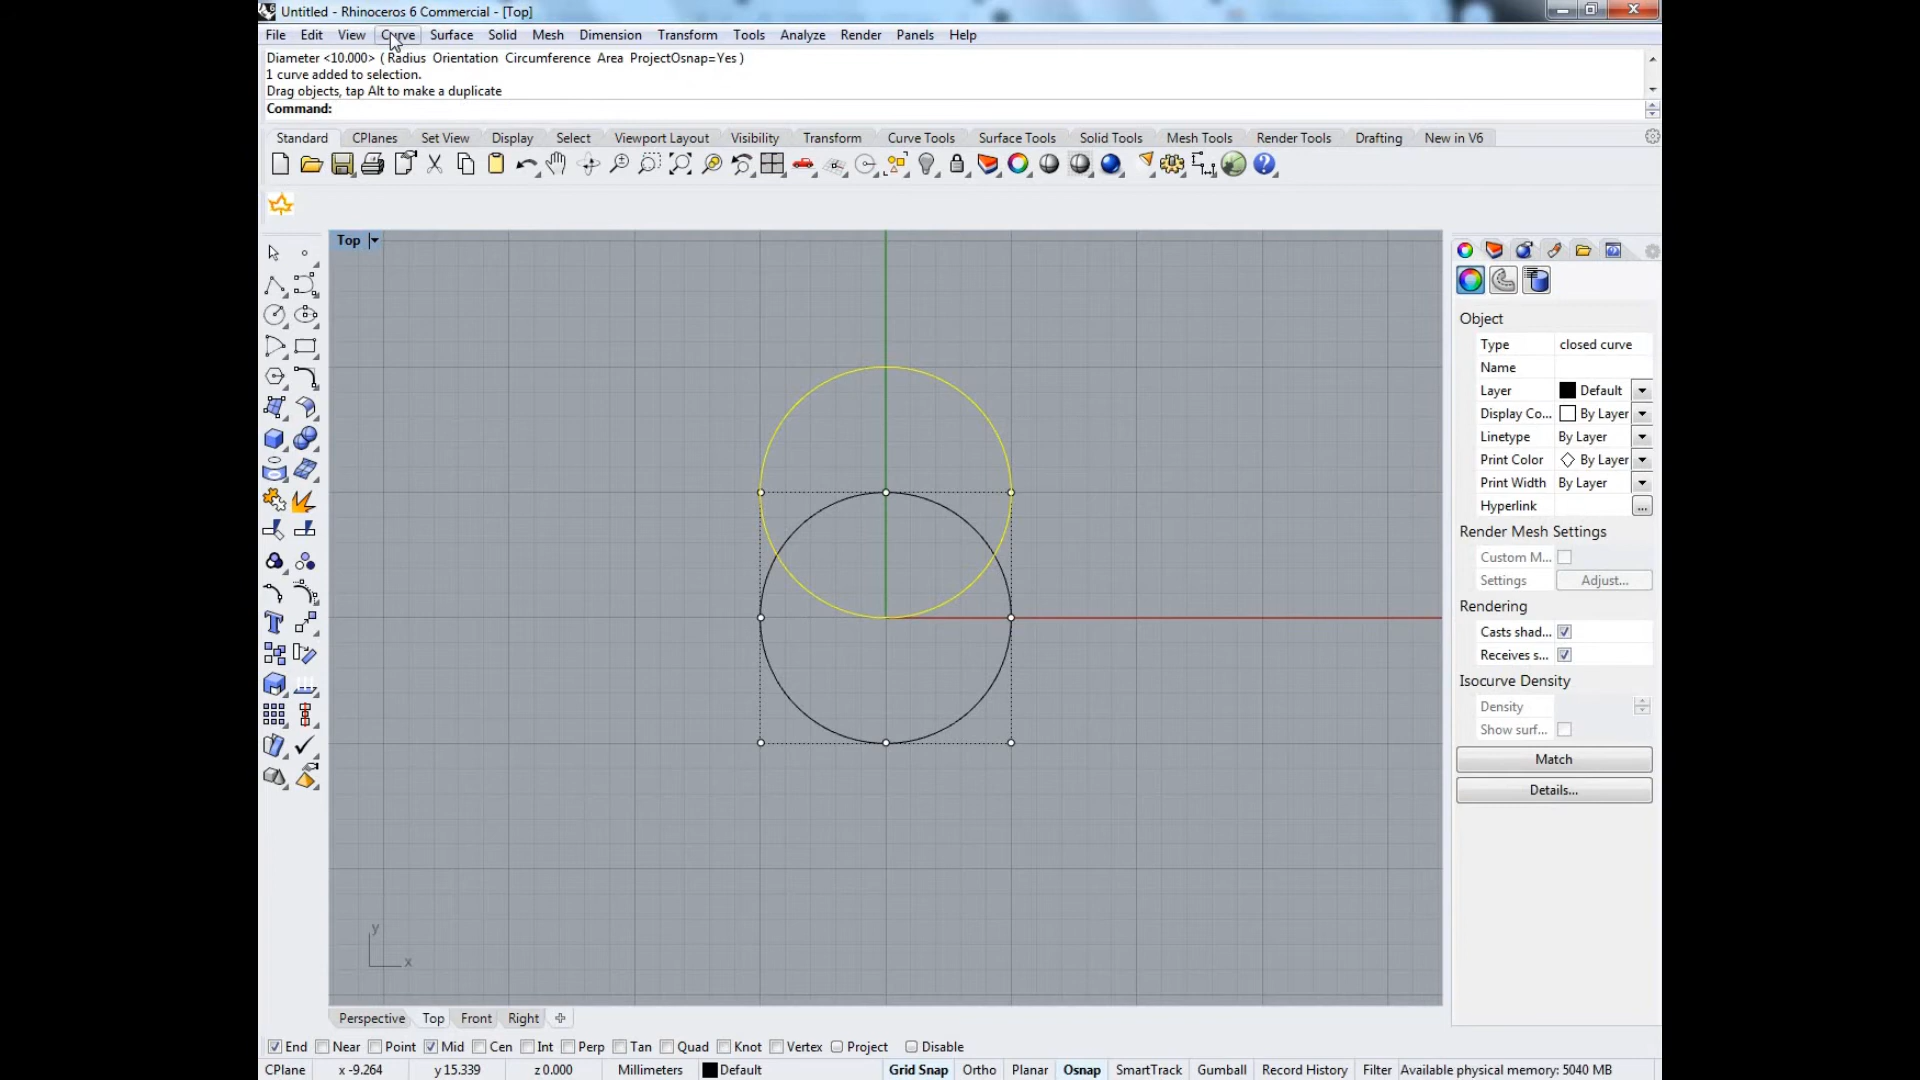 Untitled - Rhinoceros 6 Commercial - [Top]
File Edit View Curve Surface Solid Mesh Dimension Transform Tools Analyze Render Panels Help
Diameter <10.000> ( Radius Orientation Circumference Area ProjectOsnap=Yes )
1 curve added to selection.
Drag objects, tap Alt to make a duplicate
Command:
Standard CPlanes Set View Display Select Viewport Layout Visibility Transform Curve Tools Surface Tools Solid Tools Mesh Tools Render Tools Drafting New in V6
Top
Object
Type closed curve
Name
Layer Default
Display Co... By Layer
Linetype By Layer
Print Color By Layer
Print Width By Layer
Hyperlink ...
Render Mesh Settings
Custom M...
Settings Adjust...
Rendering
Casts shad...
Receives s...
Isocurve Density
Density
Show surf...
Match
Details...
y
x
Perspective Top Front Right
End Near Point Mid Cen Int Perp Tan Quad Knot Vertex Project Disable
CPlane x -9.264 y 15.339 z 0.000 Millimeters Default Grid Snap Ortho Planar Osnap SmartTrack Gumball Record History Filter Available physical memory: 5040 MB